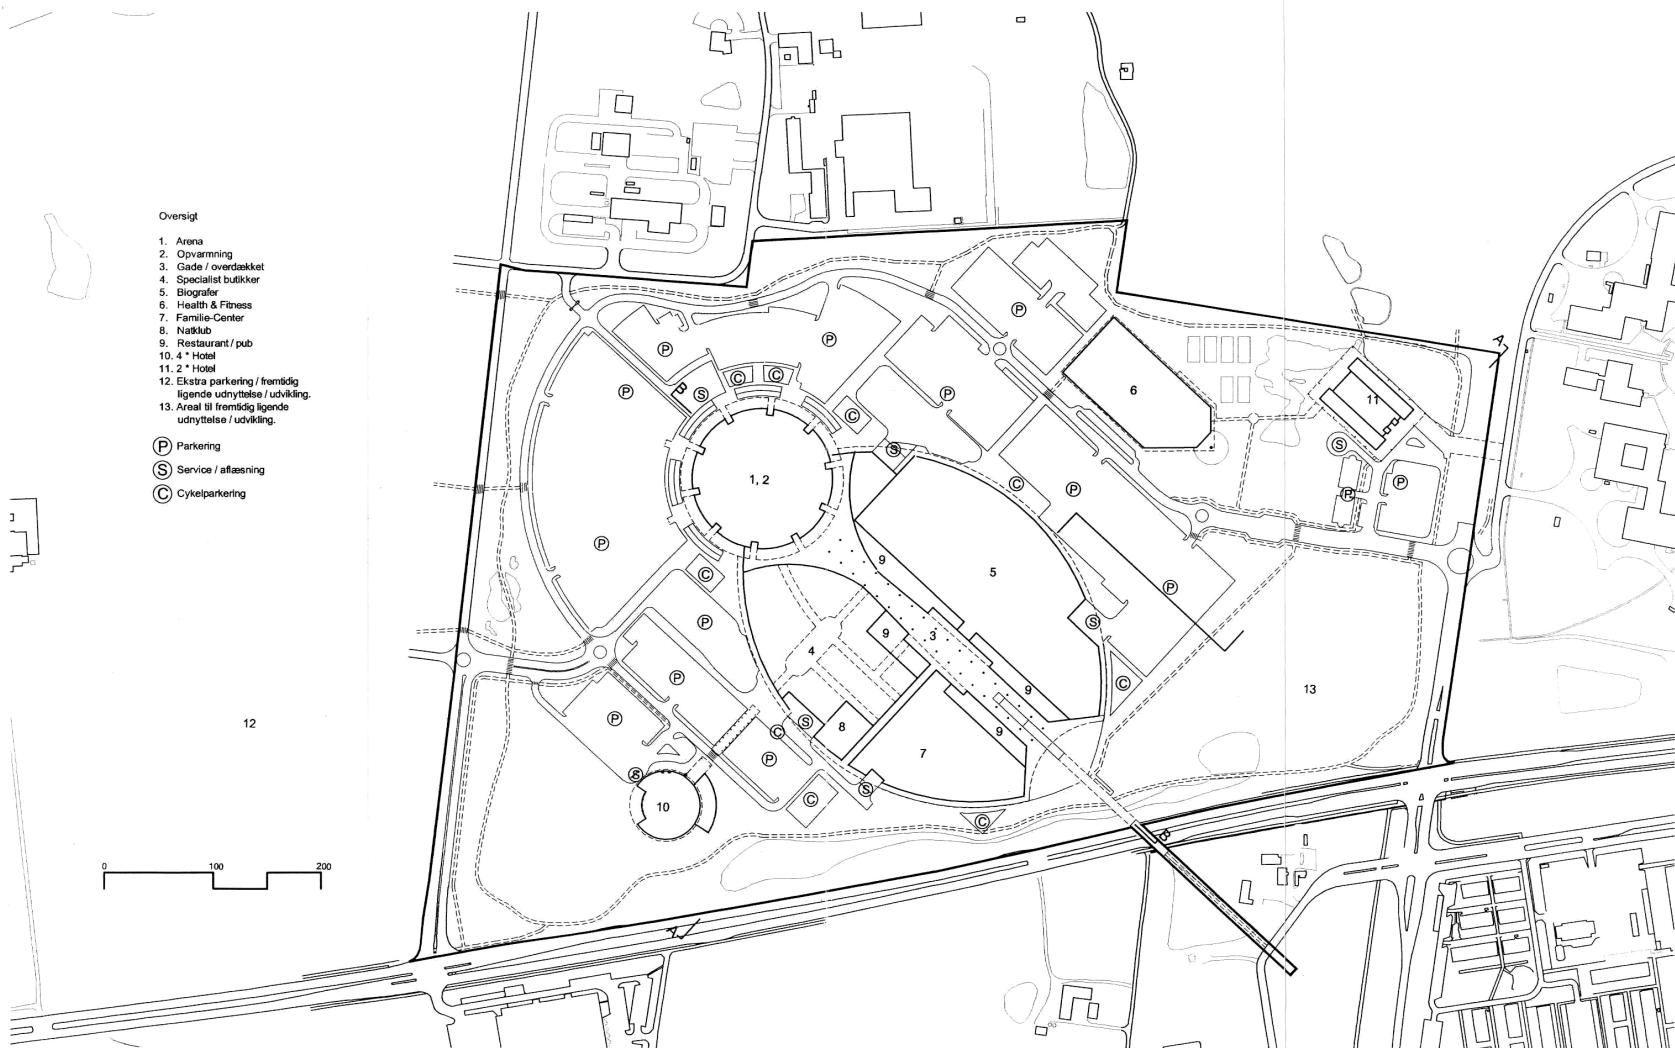 Oversigt
1. Arena
2. Opvarmning
3. Gade / overdækket
4. Specialist butikker
5. Biografer
6. Health & Fitness
7. Familie-Center
8. Natklub
9. Restaurant / pub
10. 4 * Hotel
11. 2 * Hotel
12. Ekstra parkering / fremtidig
ligende udnyttelse / udvikling.
13. Areal til fremtidig ligende
udnyttelse / udvikling.
P Parkering
S Service / aflæsning
C Cykelparkering
A
P
P
P
B
S
C
C
P
P
6
11
C
S
P
S
1, 2
C
P
P
P
P
9
5
C
P
P
S
9
3
4
P
C
9
13
12
P
S
8
C
9
7
P
S
S
10
C
C
B
A
0 100 200